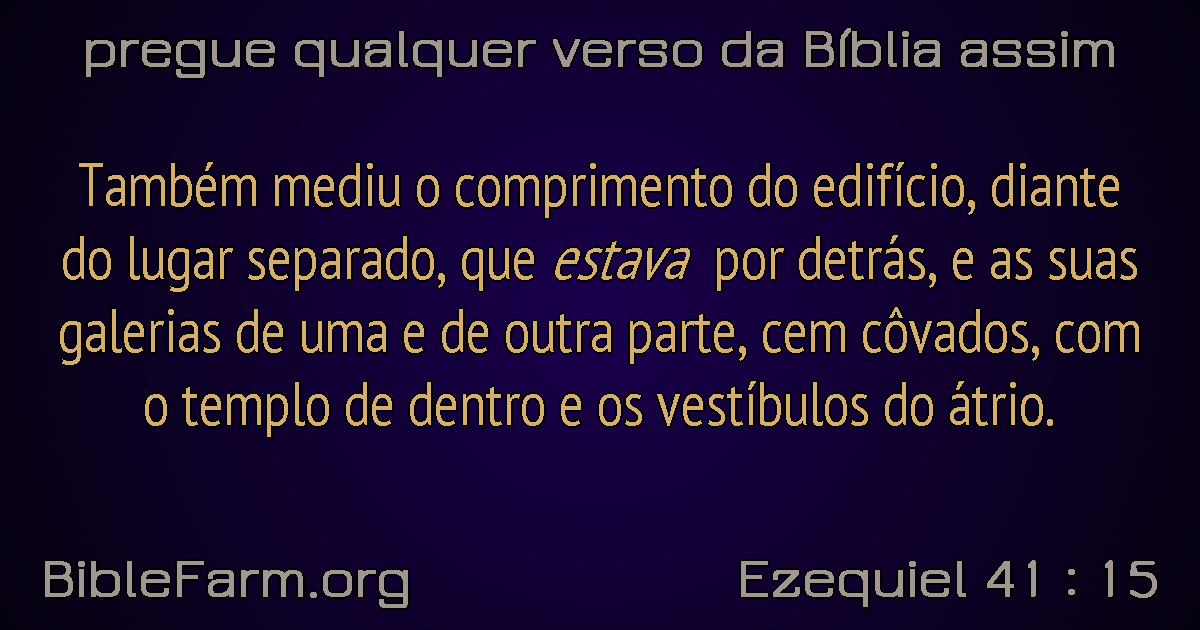 pregue qualquer verso da Bíblia assim
Também mediu o comprimento do edifício, diante
do lugar separado, que estava por detrás, e as suas
galerias de uma e de outra parte, cem côvados, com
o templo de dentro e os vestíbulos do átrio.
BibleFarm.org
Ezequiel 41 : 15